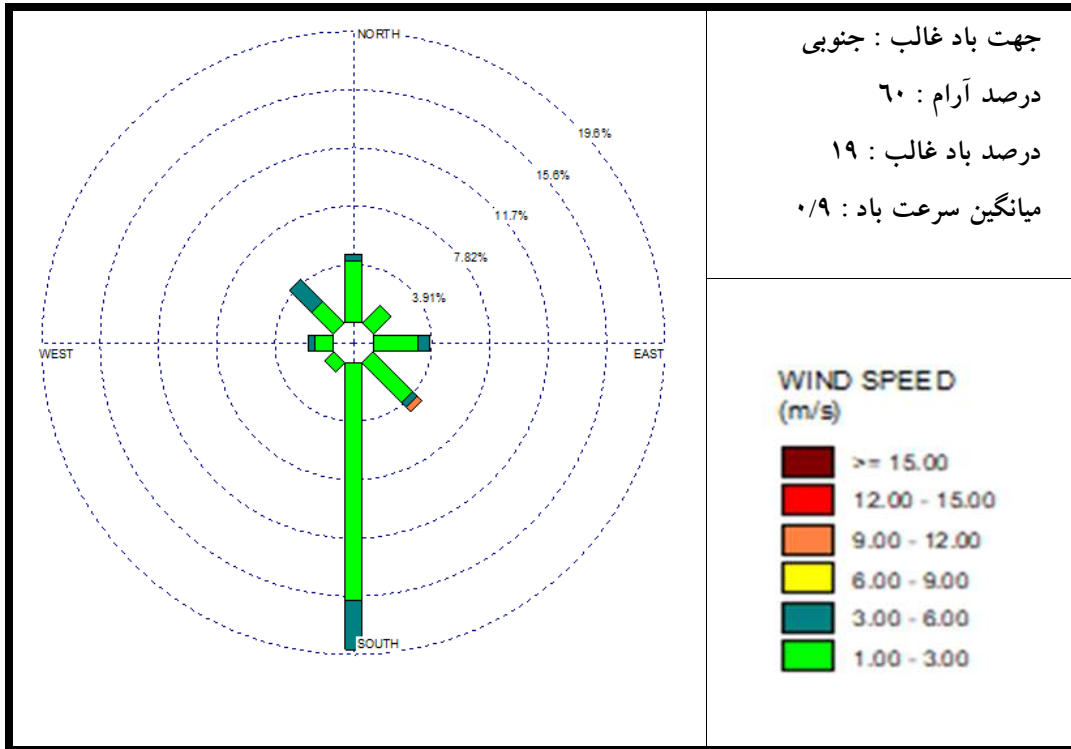 NORTH
19.6%
15.6%
11.7%
7.82%
3.91%
WEST
EAST
SOUTH
جهت باد غالب : جنوبی
درصد آرام : ٦٠
درصد باد غالب : ١٩
میانگین سرعت باد : ٠/٩
WIND SPEED
(m/s)
>= 15.00
12.00 - 15.00
9.00 - 12.00
6.00 - 9.00
3.00 - 6.00
1.00 - 3.00